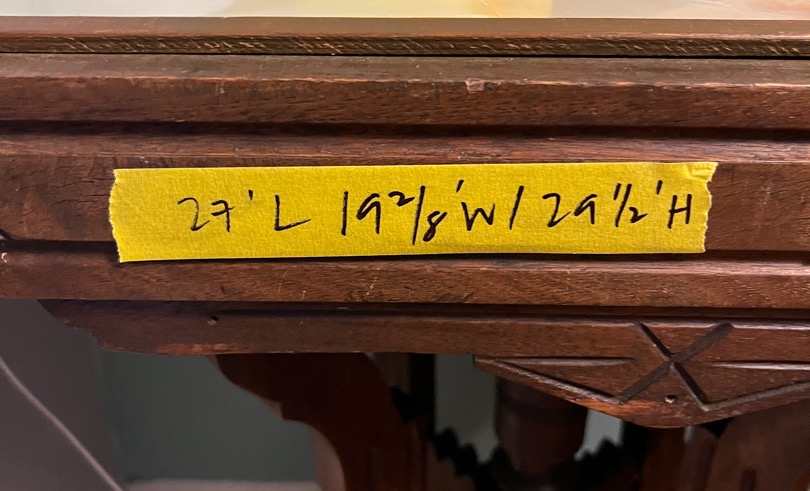 27' L 19 2/8' W / 29 1/2' H